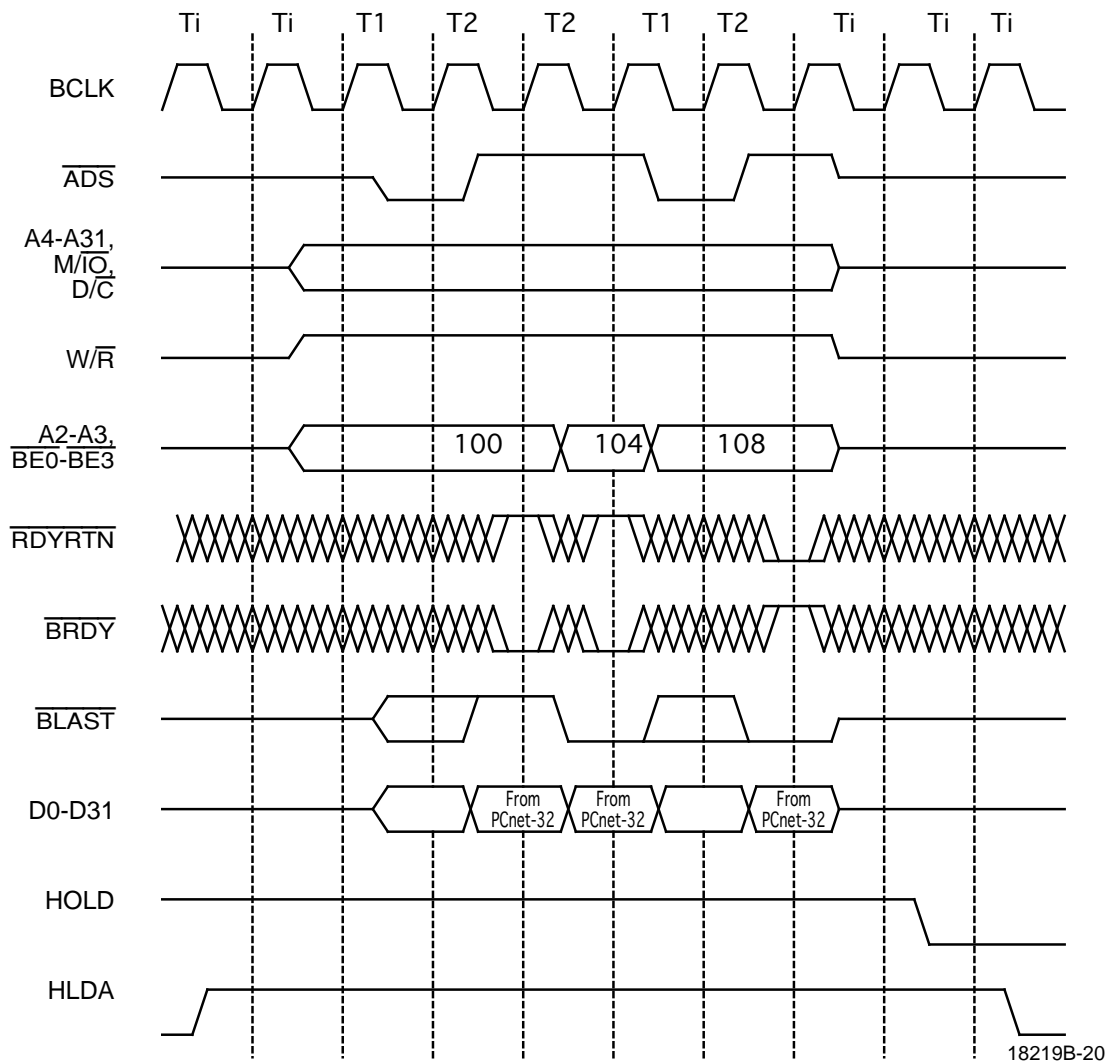 Ti Ti T1 T2 T2 T1 T2 Ti Ti Ti
BCLK
ADS
A4-A31,
M/IO,
D/C
W/R
A2-A3,
BE0-BE3
100 104 108
RDYRTN
BRDY
BLAST
D0-D31
From
PCnet-32
From
PCnet-32
From
PCnet-32
HOLD
HLDA
18219B-20